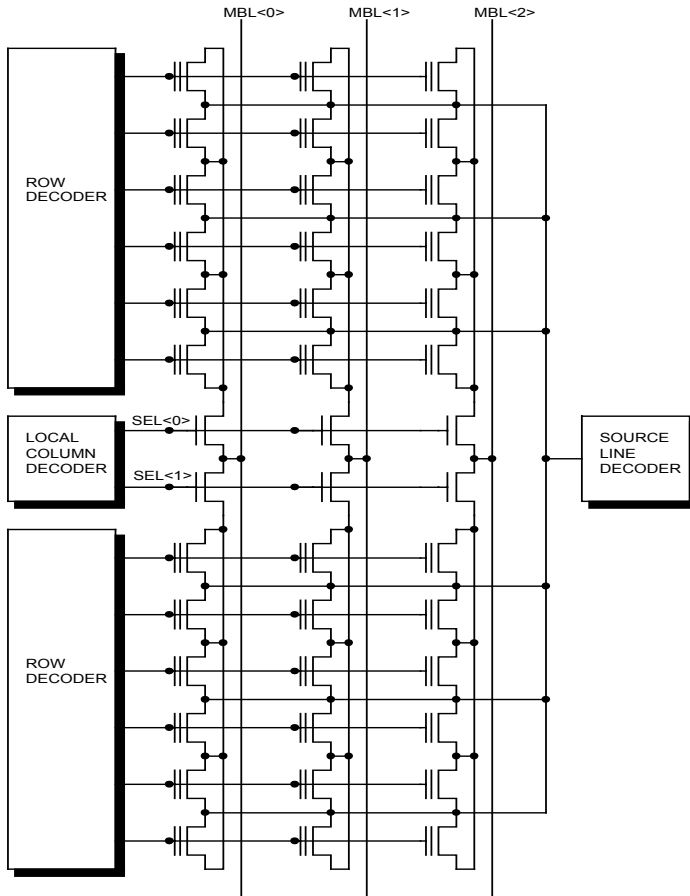 MBL<0> MBL<1> MBL<2>
ROW
DECODER
SEL<0>
LOCAL
COLUMN
DECODER
SEL<1>
SOURCE
LINE
DECODER
ROW
DECODER